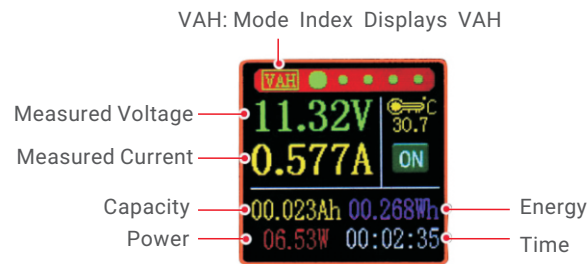 VAH: Mode Index Displays VAH
VAH
Measured Voltage
11.32V
°C
30.7
Measured Current
0.577A
ON
Capacity
00.023Ah
00.268Wh
Energy
Power
06.53W
00:02:35
Time